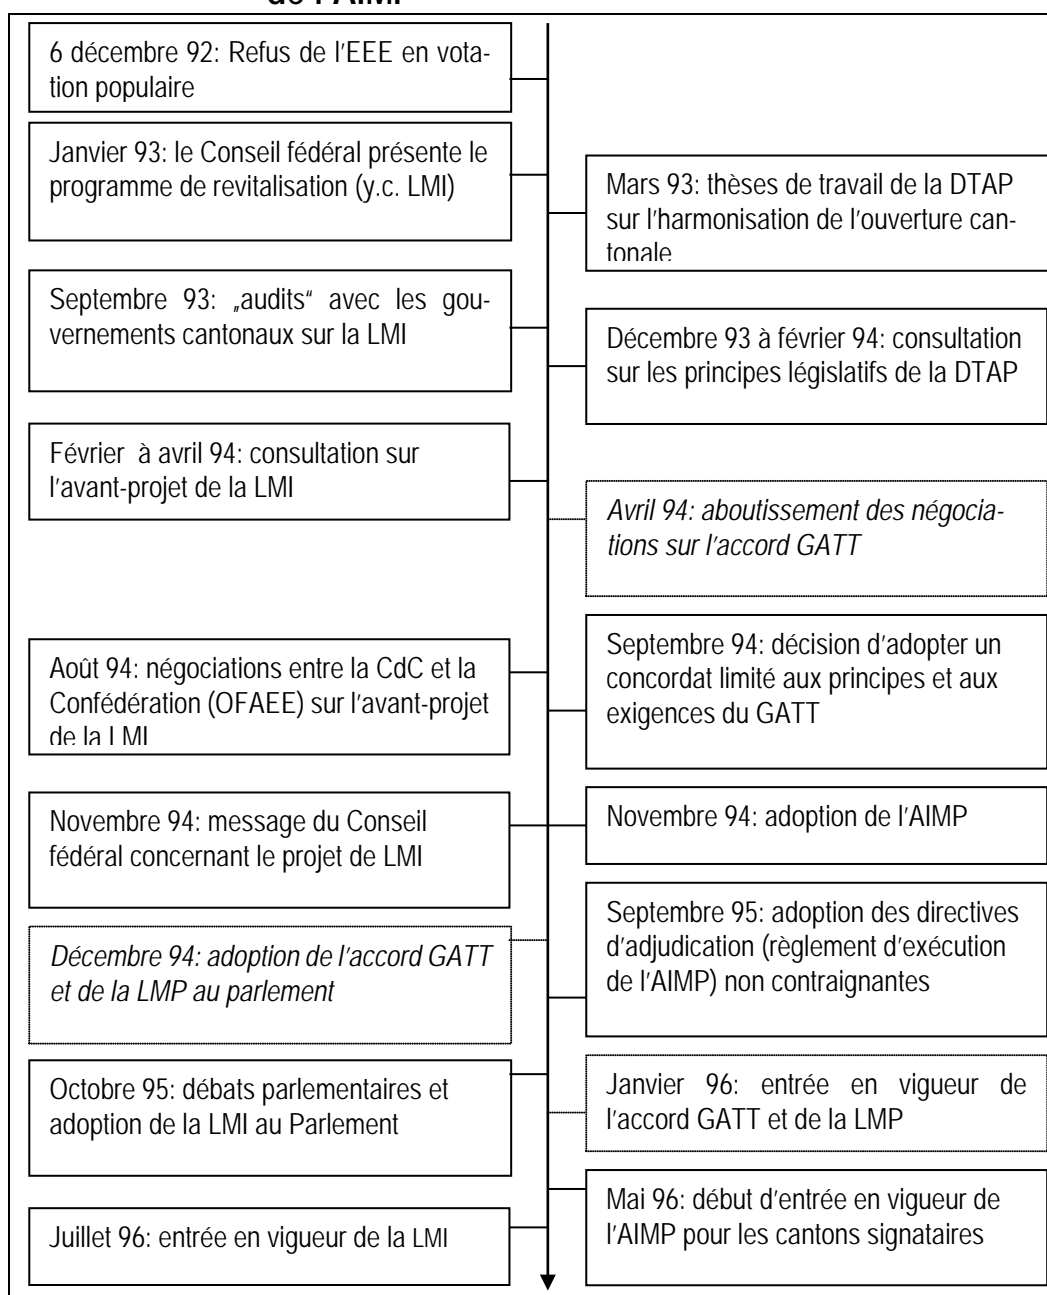 de l'AIMP
6 décembre 92: Refus de l'EEE en vota-
tion populaire
Janvier 93: le Conseil fédéral présente le
programme de revitalisation (y.c. LMI)
Mars 93: thèses de travail de la DTAP
sur l'harmonisation de l'ouverture can-
tonale
Septembre 93: „audits“ avec les gou-
vernements cantonaux sur la LMI
Décembre 93 à février 94: consultation
sur les principes législatifs de la DTAP
Février à avril 94: consultation sur
l'avant-projet de la LMI
Avril 94: aboutissement des négocia-
tions sur l'accord GATT
Août 94: négociations entre la CdC et la
Confédération (OFAEE) sur l'avant-projet
de la LMI
Septembre 94: décision d'adopter un
concordat limité aux principes et aux
exigences du GATT
Novembre 94: message du Conseil
fédéral concernant le projet de LMI
Novembre 94: adoption de l'AIMP
Septembre 95: adoption des directives
d'adjudication (règlement d'exécution
de l'AIMP) non contraignantes
Décembre 94: adoption de l'accord GATT
et de la LMP au parlement
Octobre 95: débats parlementaires et
adoption de la LMI au Parlement
Janvier 96: entrée en vigueur de
l'accord GATT et de la LMP
Mai 96: début d'entrée en vigueur de
l'AIMP pour les cantons signataires
Juillet 96: entrée en vigueur de la LMI